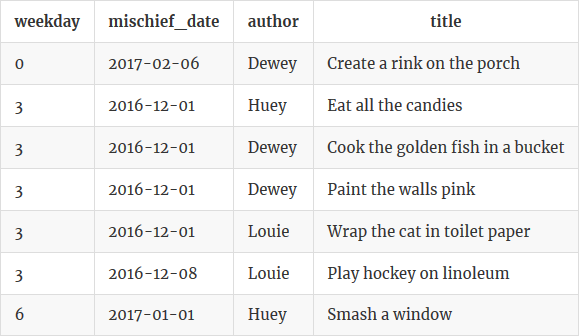 weekday mischief_date author title
0 2017-02-06 Dewey Create a rink on the porch
3 2016-12-01 Huey Eat all the candies
3 2016-12-01 Dewey Cook the golden fish in a bucket
3 2016-12-01 Dewey Paint the walls pink
3 2016-12-01 Louie Wrap the cat in toilet paper
3 2016-12-08 Louie Play hockey on linoleum
6 2017-01-01 Huey Smash a window